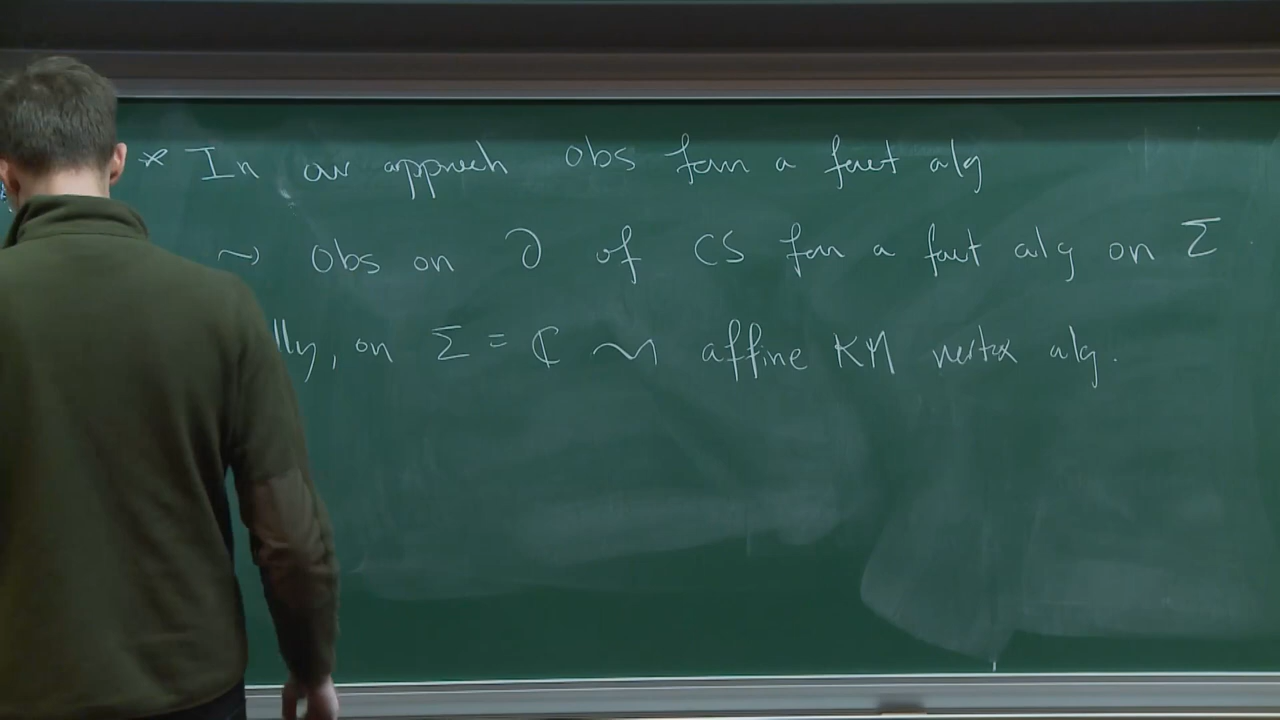 * In our approach Obs form a fact alg
⇝ Obs on ∂ of CS form a fact alg on Σ
lly, on Σ = ℂ ⇝ affine KM vertex alg.